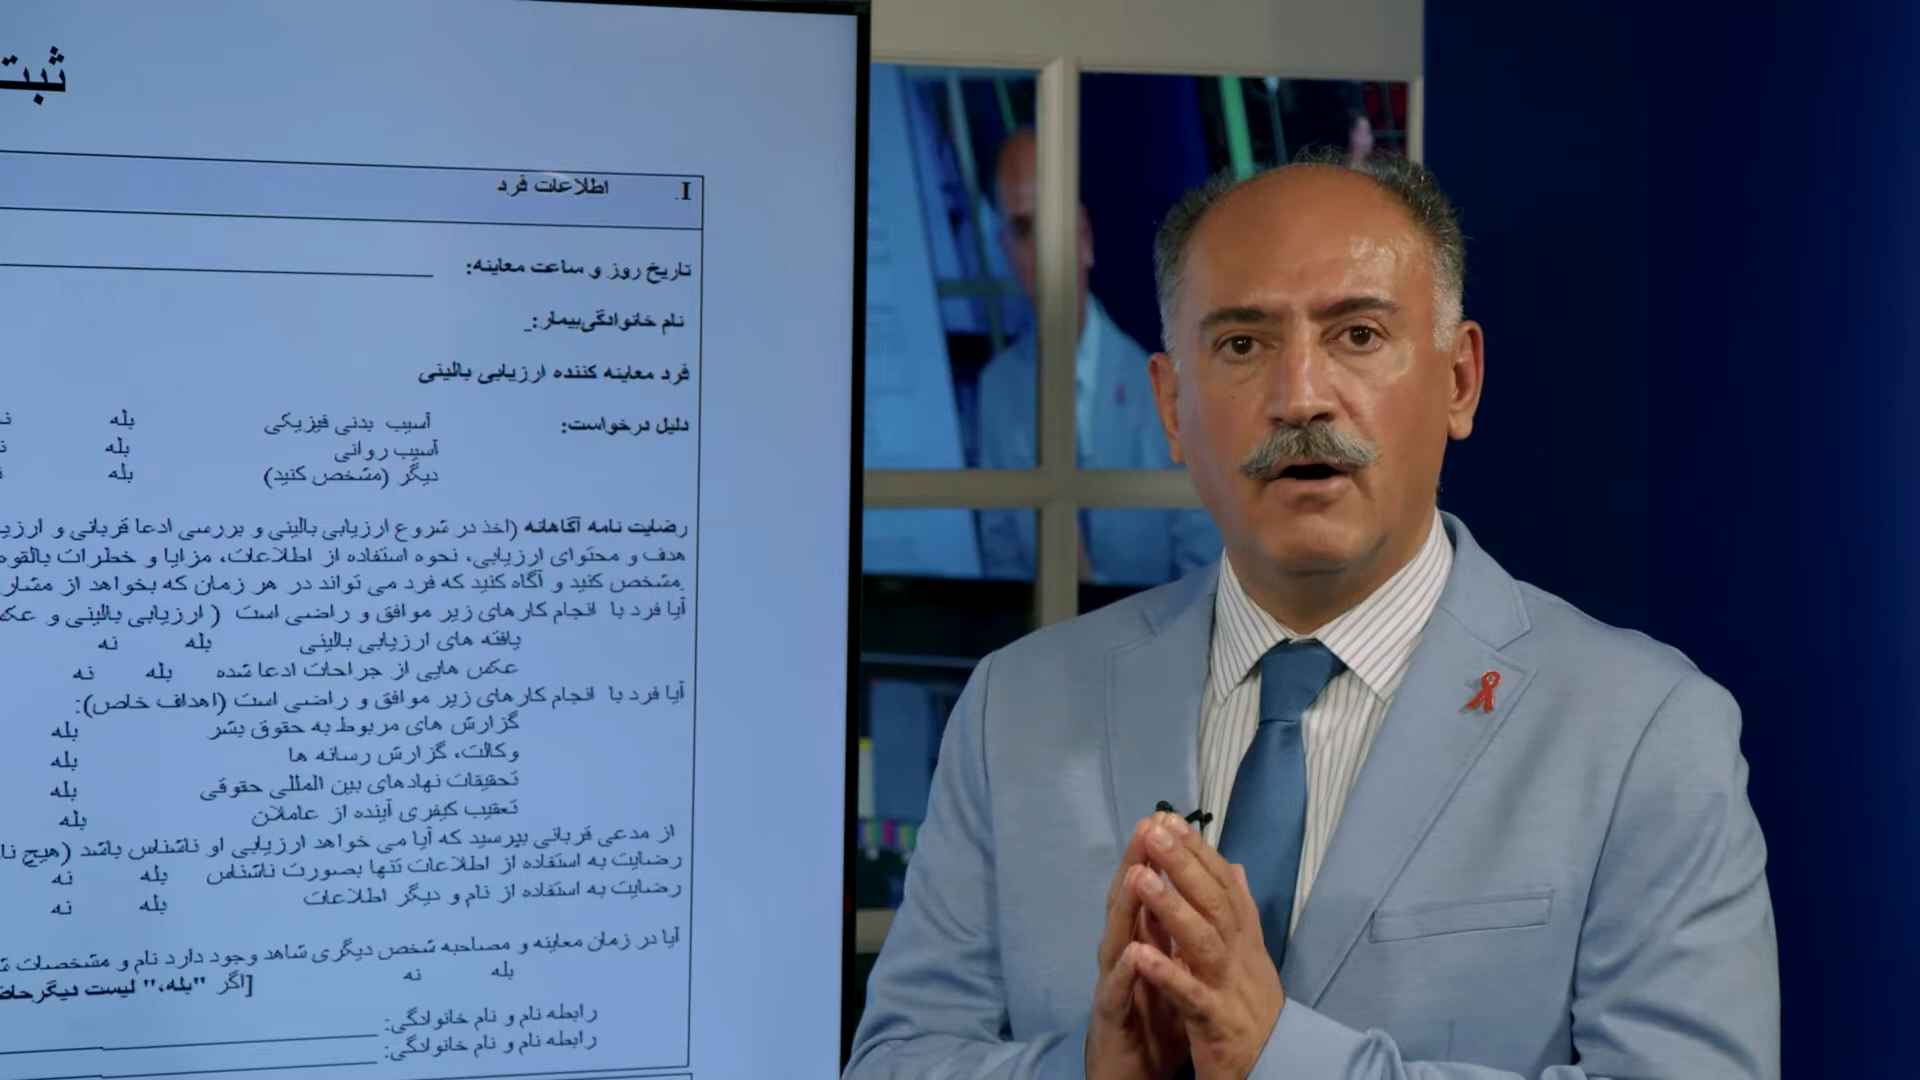 ثبت
I. اطلاعات فرد
تاریخ روز و ساعت معاینه:
نام خانوادگی بیمار:_
فرد معاینه کننده ارزیابی بالینی
دلیل درخواست: آسیب بدنی فیزیکی بله
آسیب روانی بله
دیگر (مشخص کنید) بله
رضایت نامه آگاهانه (اخذ در شروع ارزیابی بالینی و بررسی ادعا قربانی و
هدف و محتوای ارزیابی، نحوه استفاده از اطلاعات، مزایا و خطرات بالقوه
مشخص کنید و آگاه کنید که فرد می تواند در هر زمان که بخواهد از
آیا فرد با انجام کارهای زیر موافق و راضی است ( ارزیابی بالینی و
یافته های ارزیابی بالینی بله نه
عکس هایی از جراحات ادعا شده بله نه
آیا فرد با انجام کارهای زیر موافق و راضی است (اهداف خاص):
گزارش های مربوط به حقوق بشر بله
وکالت، گزارش رسانه ها بله
تحقیقات نهادهای بین المللی حقوقی بله
تعقیب کیفری آینده از عاملان بله
از مدعی قربانی بپرسید که آیا می خواهد ارزیابی او ناشناس باشد (هیچ
رضایت به استفاده از اطلاعات تنها بصورت ناشناس بله نه
رضایت به استفاده از نام و دیگر اطلاعات بله نه
آیا در زمان معاینه و مصاحبه شخص دیگری شاهد وجود دارد نام و مشخصات
بله نه [اگر "بله،" لیست دیگر
رابطه نام و نام خانوادگی:
رابطه نام و نام خانوادگی: